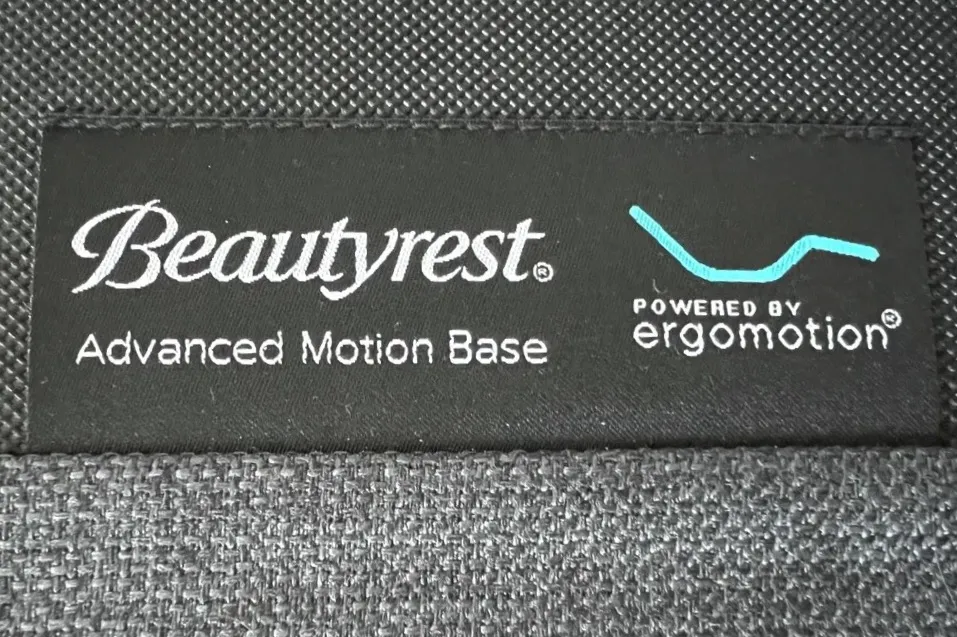 Beautyrest®
Advanced Motion Base
POWERED BY
ergomotion®